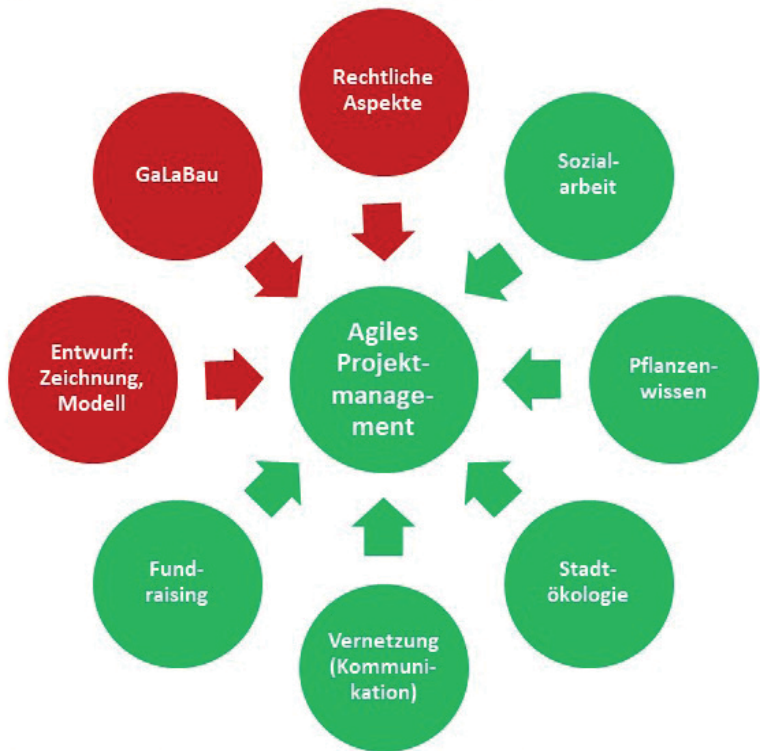 Rechtliche
Aspekte
GaLaBau
Sozial-
arbeit
Entwurf:
Zeichnung,
Modell
Agiles
Projekt-
manage-
ment
Pflanzen-
wissen
Fund-
raising
Vernetzung
(Kommuni-
kation)
Stadt-
ökologie